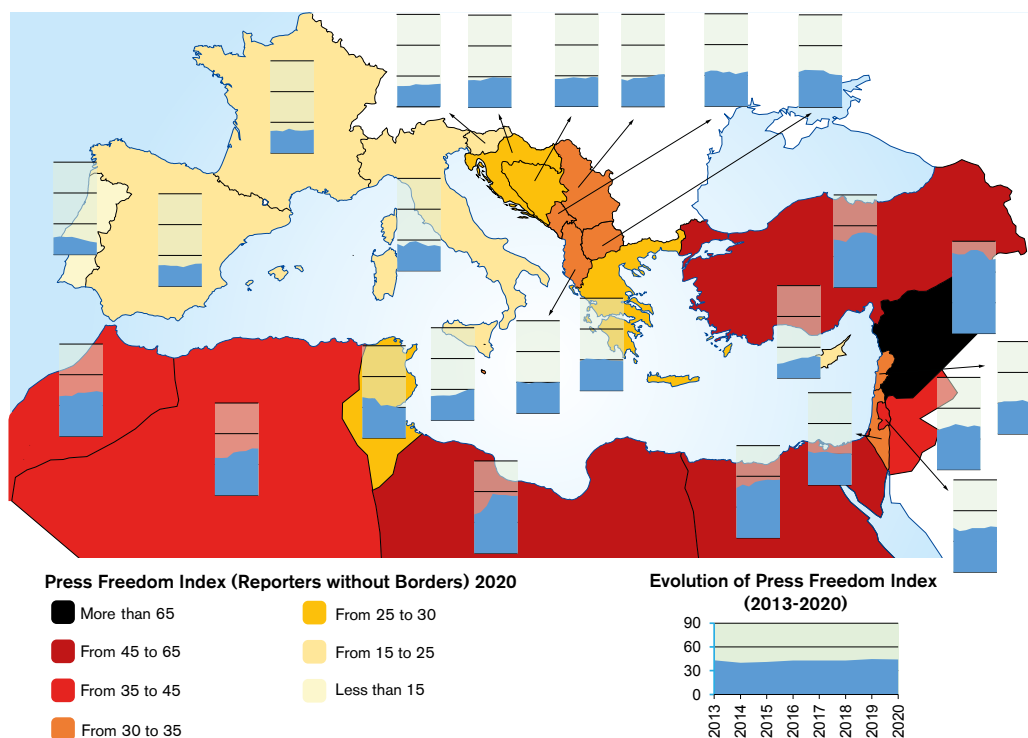 Press Freedom Index (Reporters without Borders) 2020
More than 65
From 45 to 65
From 35 to 45
From 30 to 35
From 25 to 30
From 15 to 25
Less than 15
Evolution of Press Freedom Index
(2013-2020)
90
60
30
0
2013
2014
2015
2016
2017
2018
2019
2020